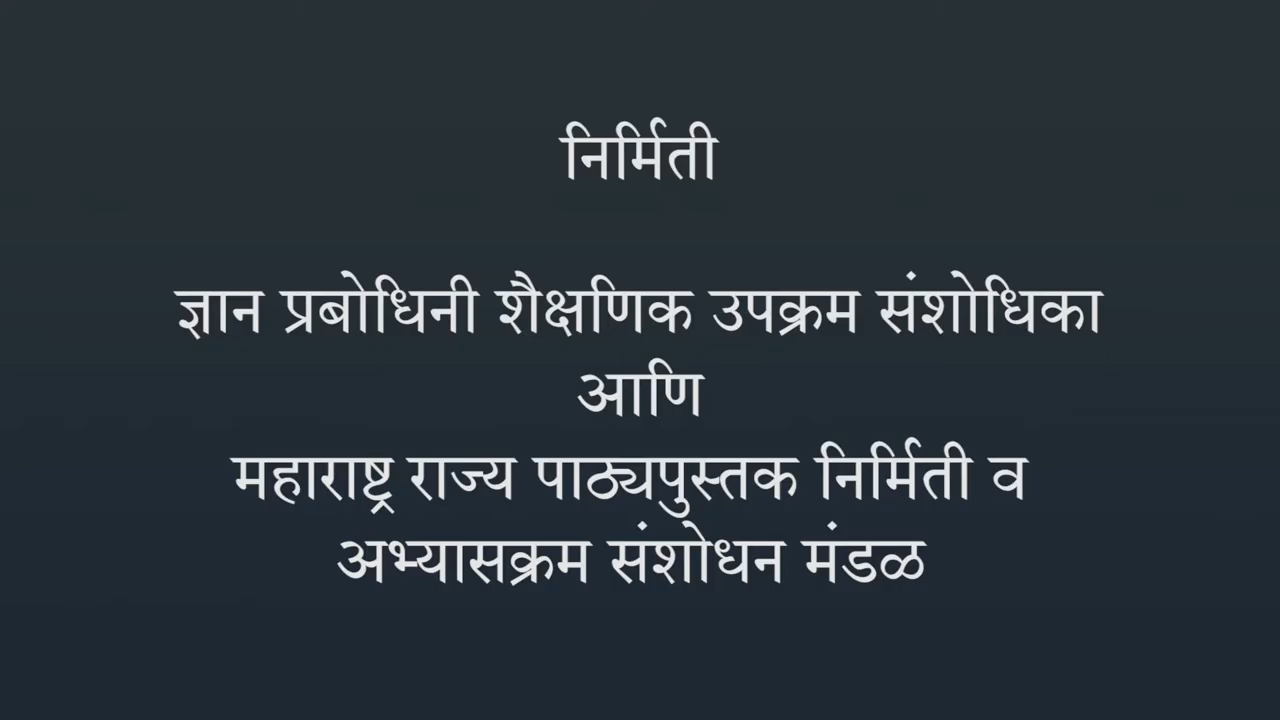 निर्मिती
ज्ञान प्रबोधिनी शैक्षणिक उपक्रम संशोधिका
आणि
महाराष्ट्र राज्य पाठ्यपुस्तक निर्मिती व
अभ्यासक्रम संशोधन मंडळ